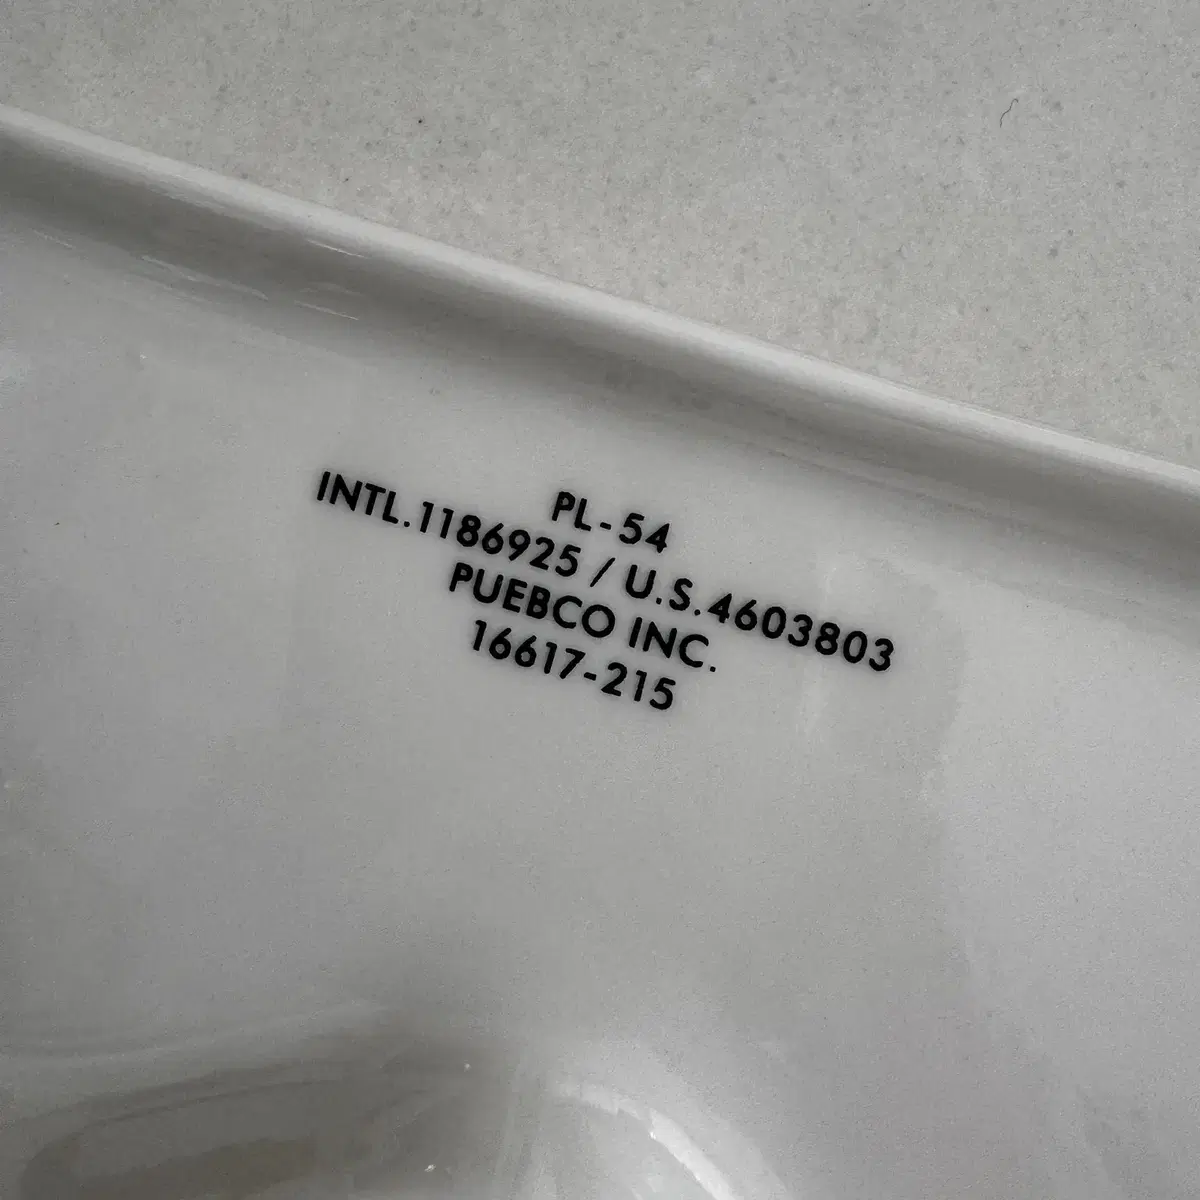 PL-54
INTL.1186925 / U.S.4603803
PUEBCO INC.
16617-215